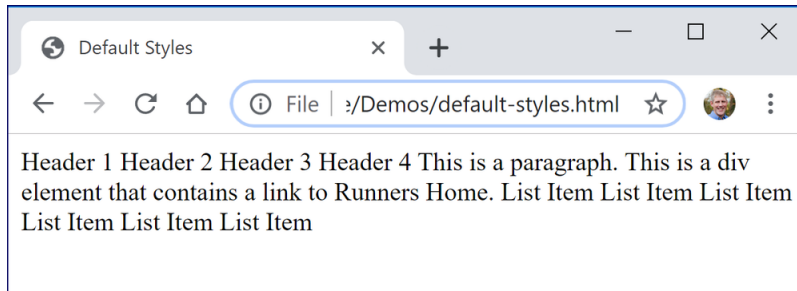 Default Styles
File :/Demos/default-styles.html
Header 1 Header 2 Header 3 Header 4 This is a paragraph. This is a div
element that contains a link to Runners Home. List Item List Item List Item
List Item List Item List Item